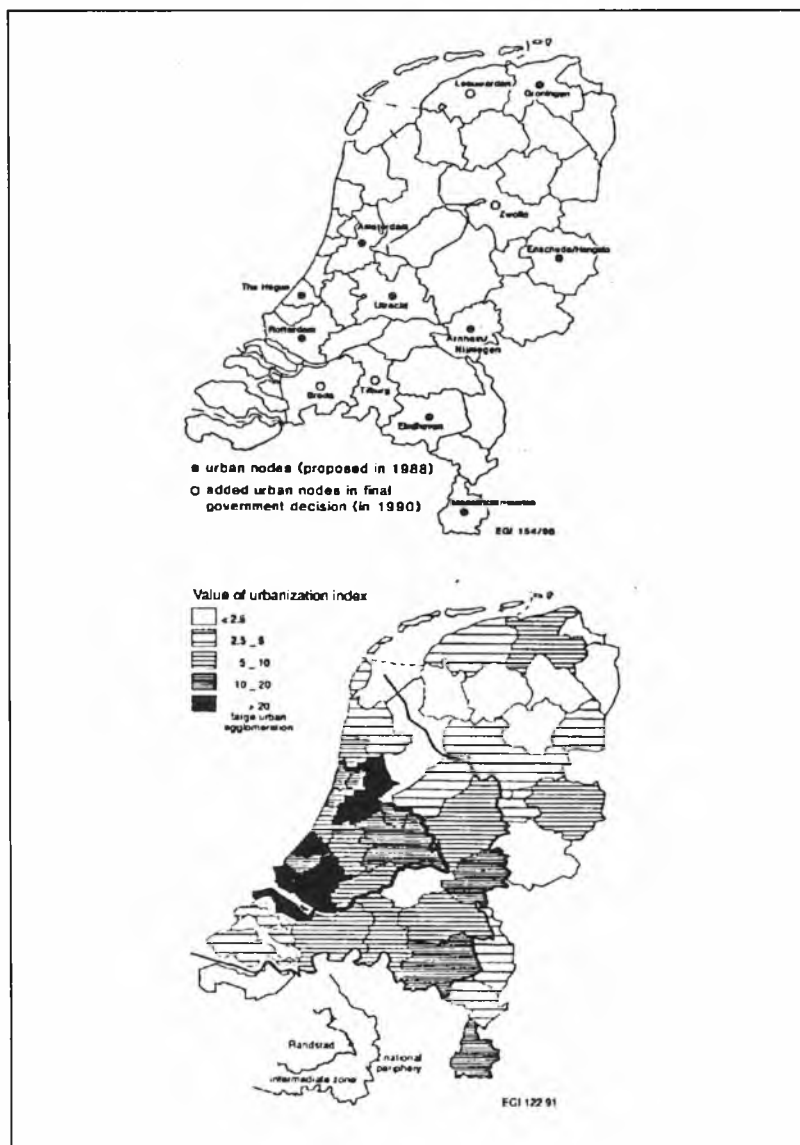 Leeuwarden
Groningen
Zwolle
Amsterdam
Enschede/Hengelo
The Hague
Utrecht
Rotterdam
Arnhem/
Nijmegen
Breda
Tilburg
Eindhoven
urban nodes (proposed in 1988)
added urban nodes in final
government decision (in 1990)
EGI 154/88
Value of urbanization index
< 2.5
2.5 _ 5
5 _ 10
10 _ 20
> 20
large urban
agglomeration
Randstad
national
periphery
intermediate zone
EGI 122 91